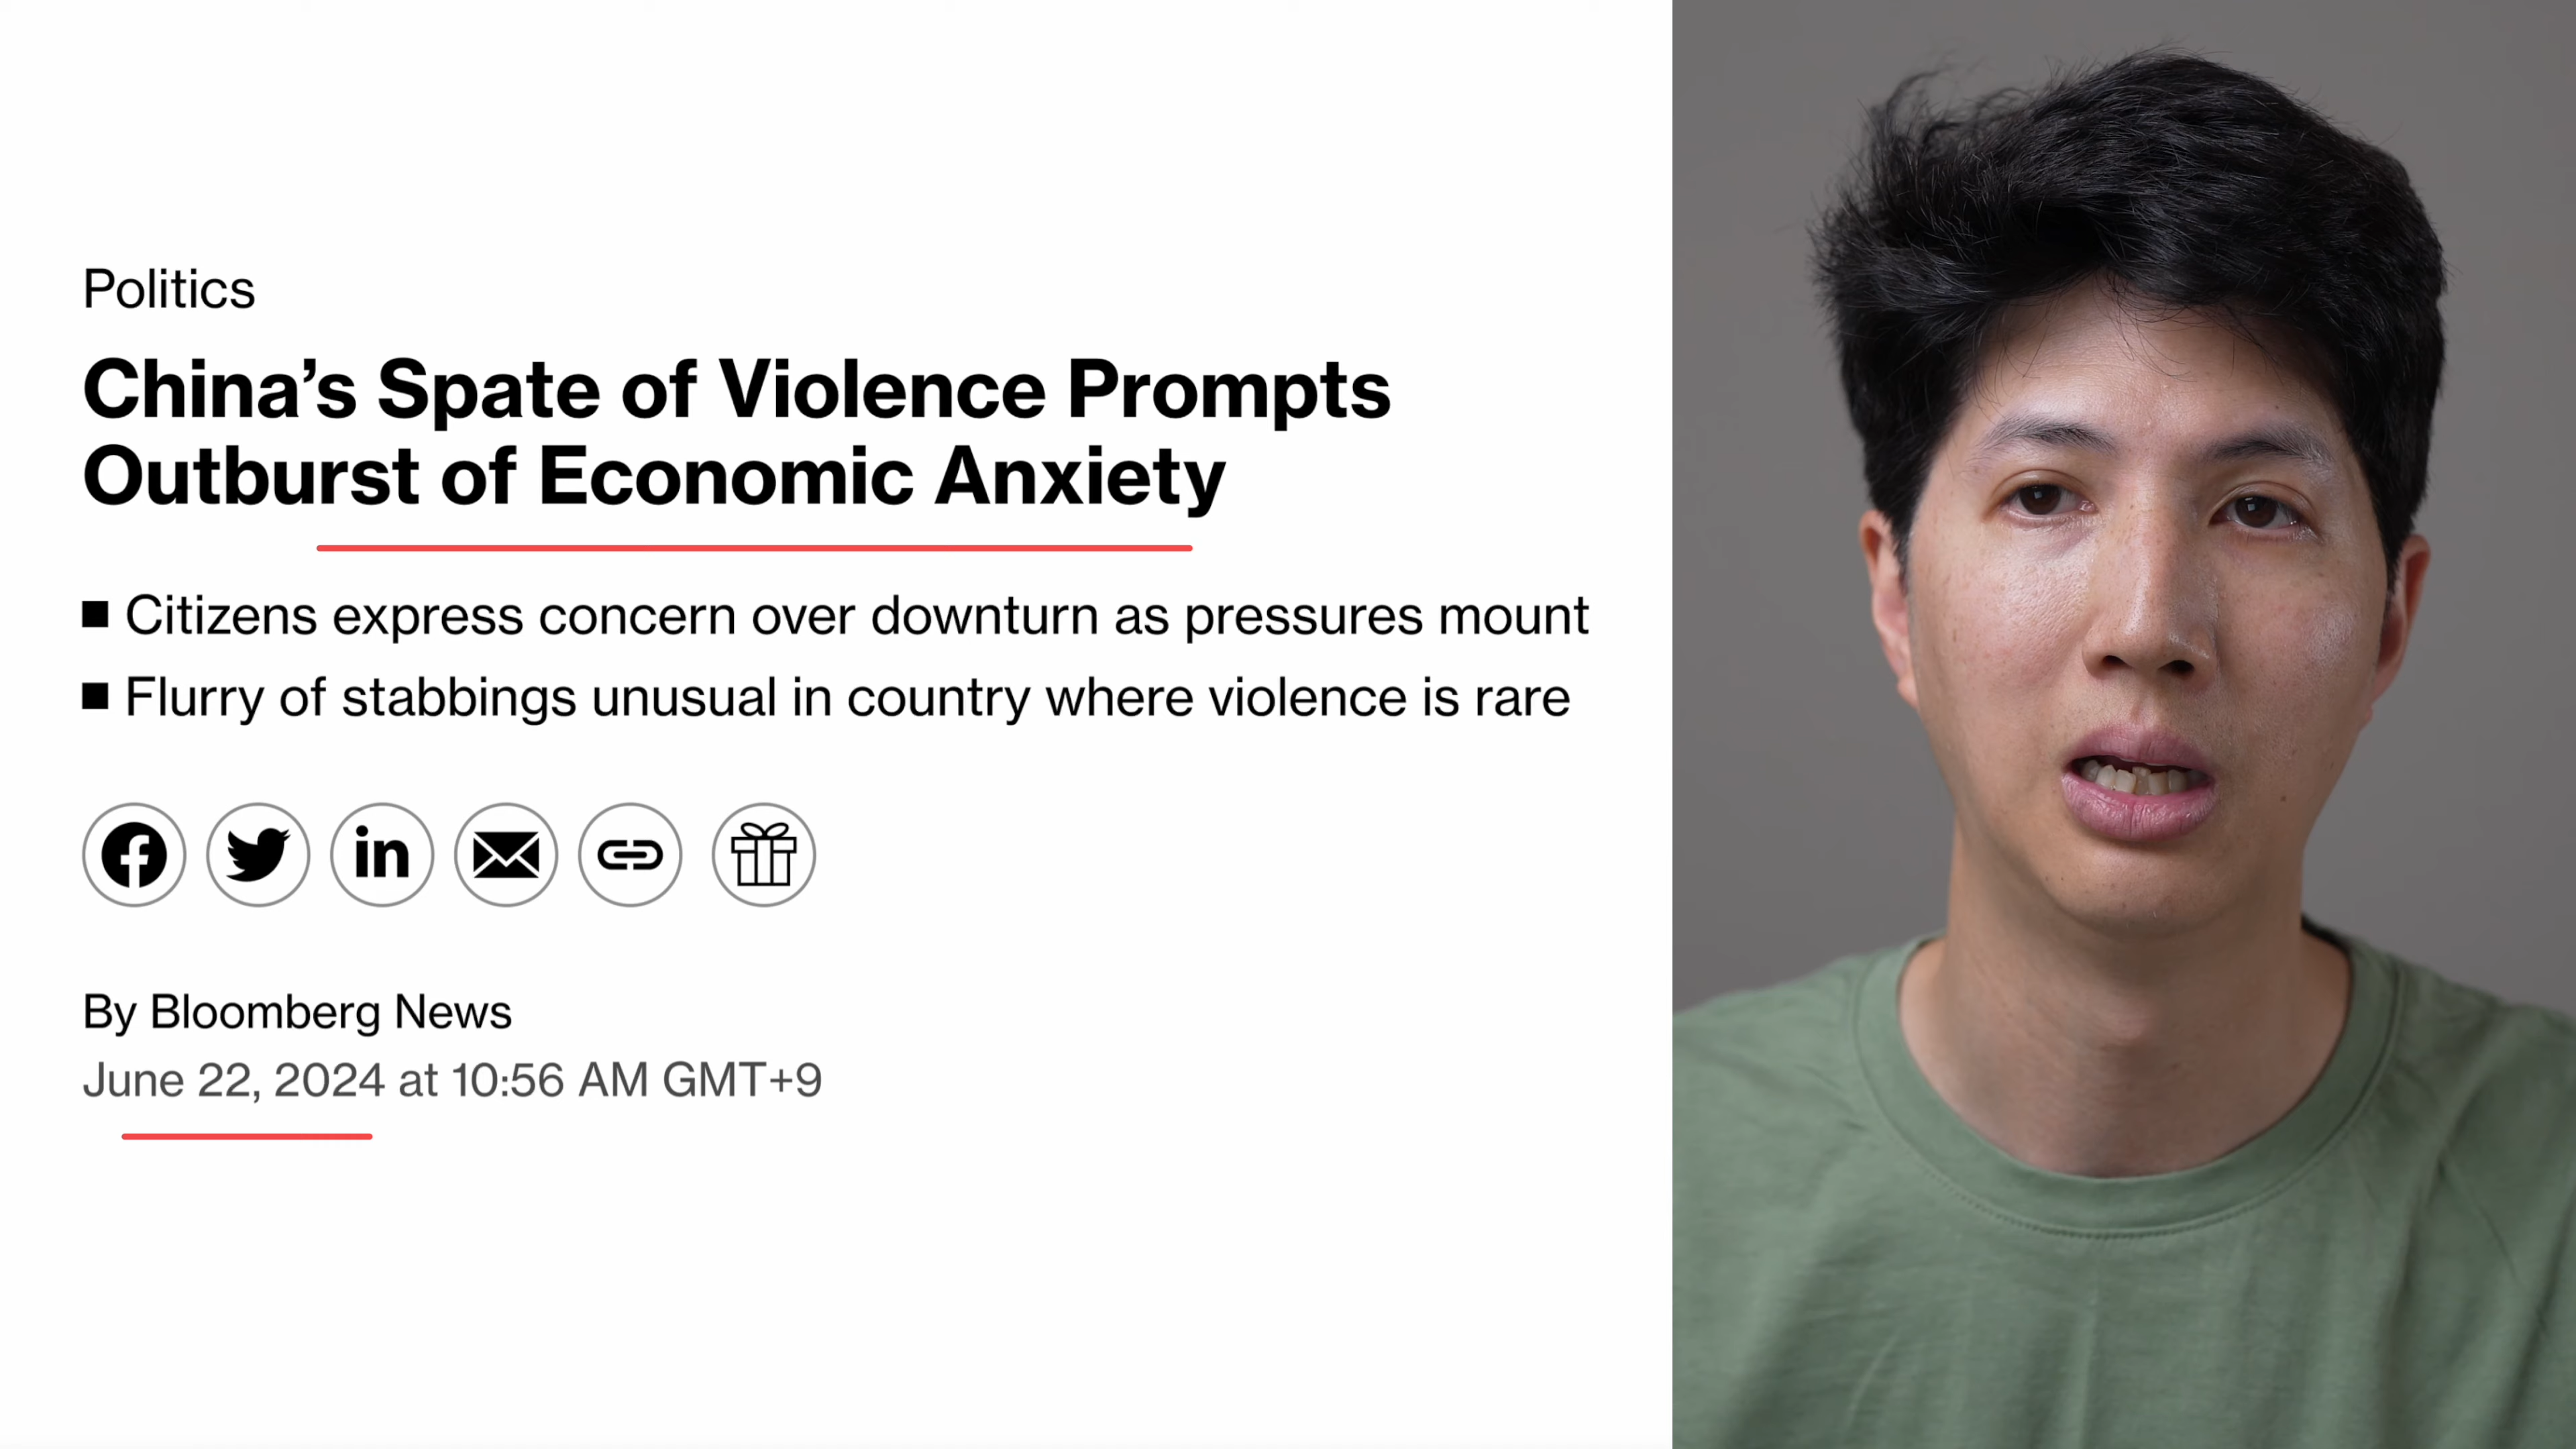 Politics
China’s Spate of Violence Prompts
Outburst of Economic Anxiety
■ Citizens express concern over downturn as pressures mount
■ Flurry of stabbings unusual in country where violence is rare
in
By Bloomberg News
June 22, 2024 at 10:56 AM GMT+9